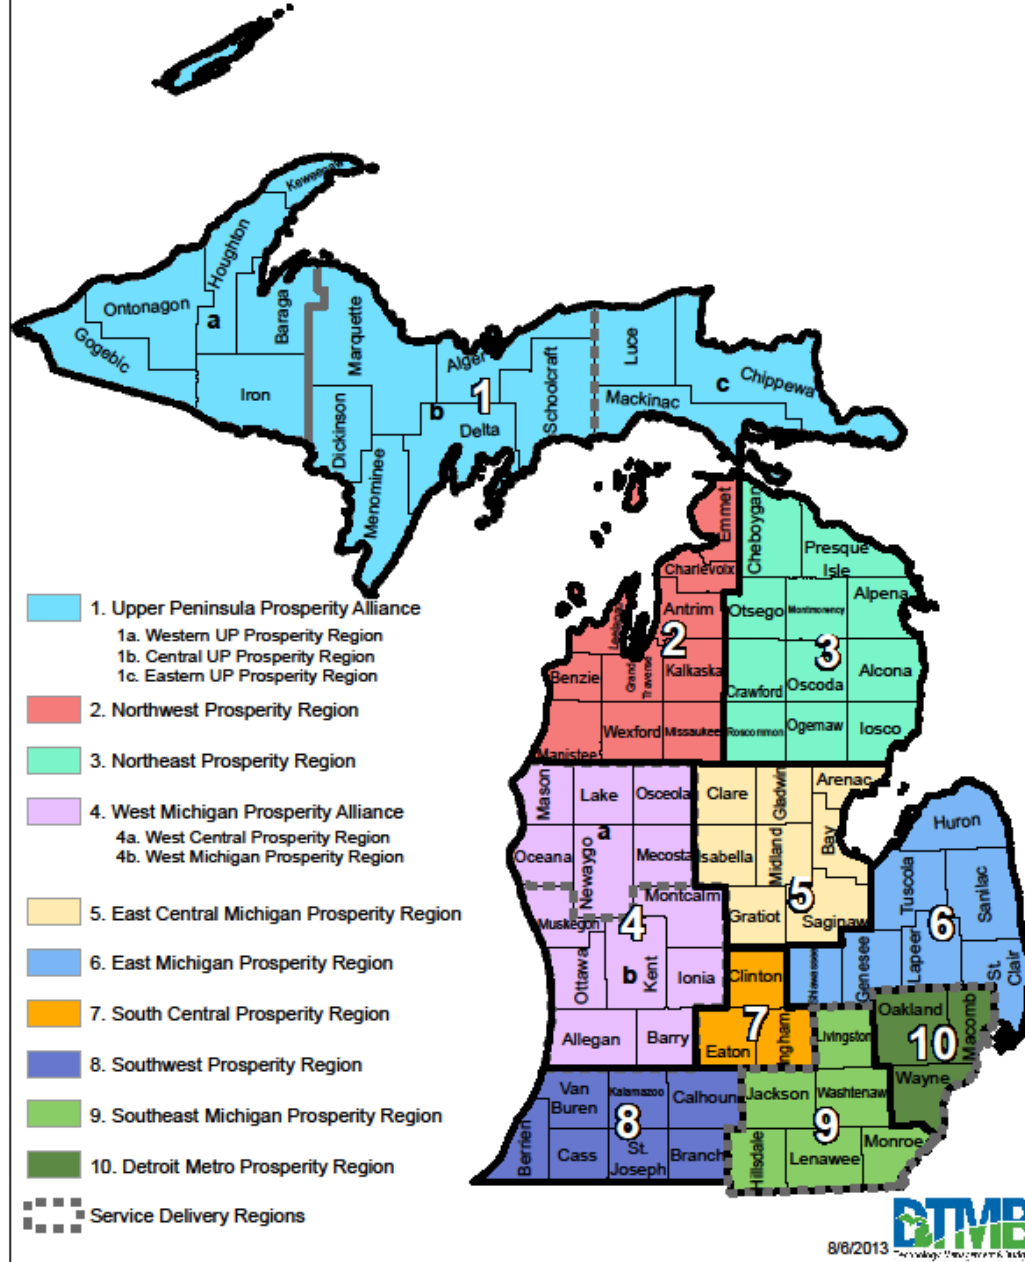 Keweenaw
Houghton
Ontonagon
Baraga
a
Gogebic
Iron
Marquette
Alger
Luce
Schoolcraft
c
Chippewa
1
b
Mackinac
Dickinson
Delta
Menominee
Emmet
Cheboygan
Presque
Isle
Charlevoix
Alpena
Antrim
Otsego
Montmorency
Leelanau
2
3
Benzie
Grand
Traverse
Kalkaska
Crawford
Oscoda
Alcona
Wexford
Missaukee
Roscommon
Ogemaw
Iosco
Manistee
Mason
Lake
Osceola
Clare
Gladwin
Arenac
a
Huron
Oceana
Newaygo
Mecosta
Isabella
Midland
Bay
Tuscola
Sanilac
Montcalm
5
Muskegon
4
Gratiot
Saginaw
6
Ottawa
b
Kent
Ionia
Clinton
Shiawassee
Genesee
Lapeer
St.
Clair
Allegan
Barry
7
Eaton
Ingham
Livingston
Oakland
Macomb
10
Van
Buren
Kalamazoo
Calhoun
Jackson
Washtenaw
Wayne
8
9
Berrien
Cass
St.
Joseph
Branch
Hillsdale
Lenawee
Monroe
1. Upper Peninsula Prosperity Alliance
1a. Western UP Prosperity Region
1b. Central UP Prosperity Region
1c. Eastern UP Prosperity Region
2. Northwest Prosperity Region
3. Northeast Prosperity Region
4. West Michigan Prosperity Alliance
4a. West Central Prosperity Region
4b. West Michigan Prosperity Region
5. East Central Michigan Prosperity Region
6. East Michigan Prosperity Region
7. South Central Prosperity Region
8. Southwest Prosperity Region
9. Southeast Michigan Prosperity Region
10. Detroit Metro Prosperity Region
Service Delivery Regions
8/6/2013
DTMB
Technology, Management & Budg